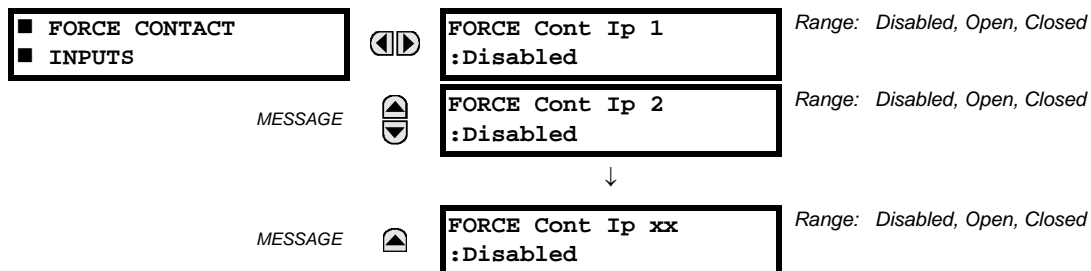 ■ FORCE CONTACT
■ INPUTS
FORCE Cont Ip 1
:Disabled
Range: Disabled, Open, Closed
MESSAGE
FORCE Cont Ip 2
:Disabled
Range: Disabled, Open, Closed
↓
MESSAGE
FORCE Cont Ip xx
:Disabled
Range: Disabled, Open, Closed